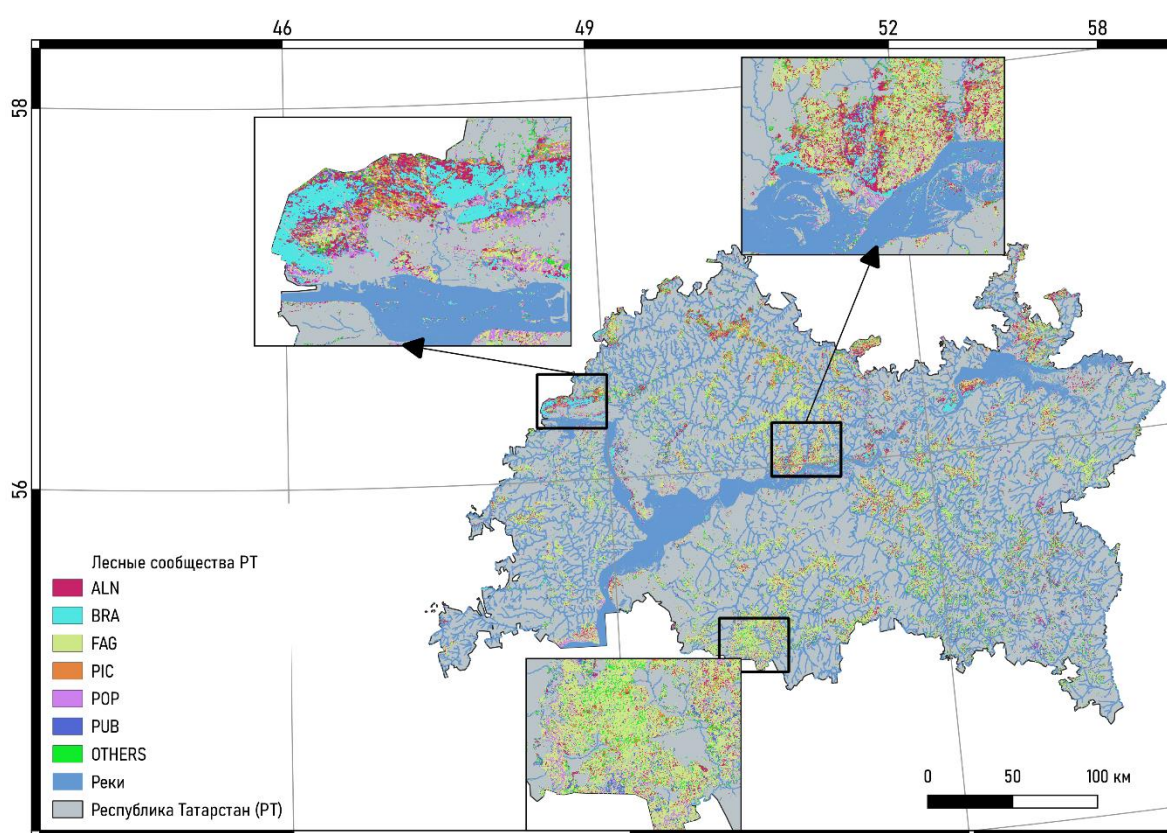 46 49 52 58
58
56
Лесные сообщества РТ
ALN
BRA
FAG
PIC
POP
PUB
OTHERS
Реки
Республика Татарстан (РТ)
0 50 100 км